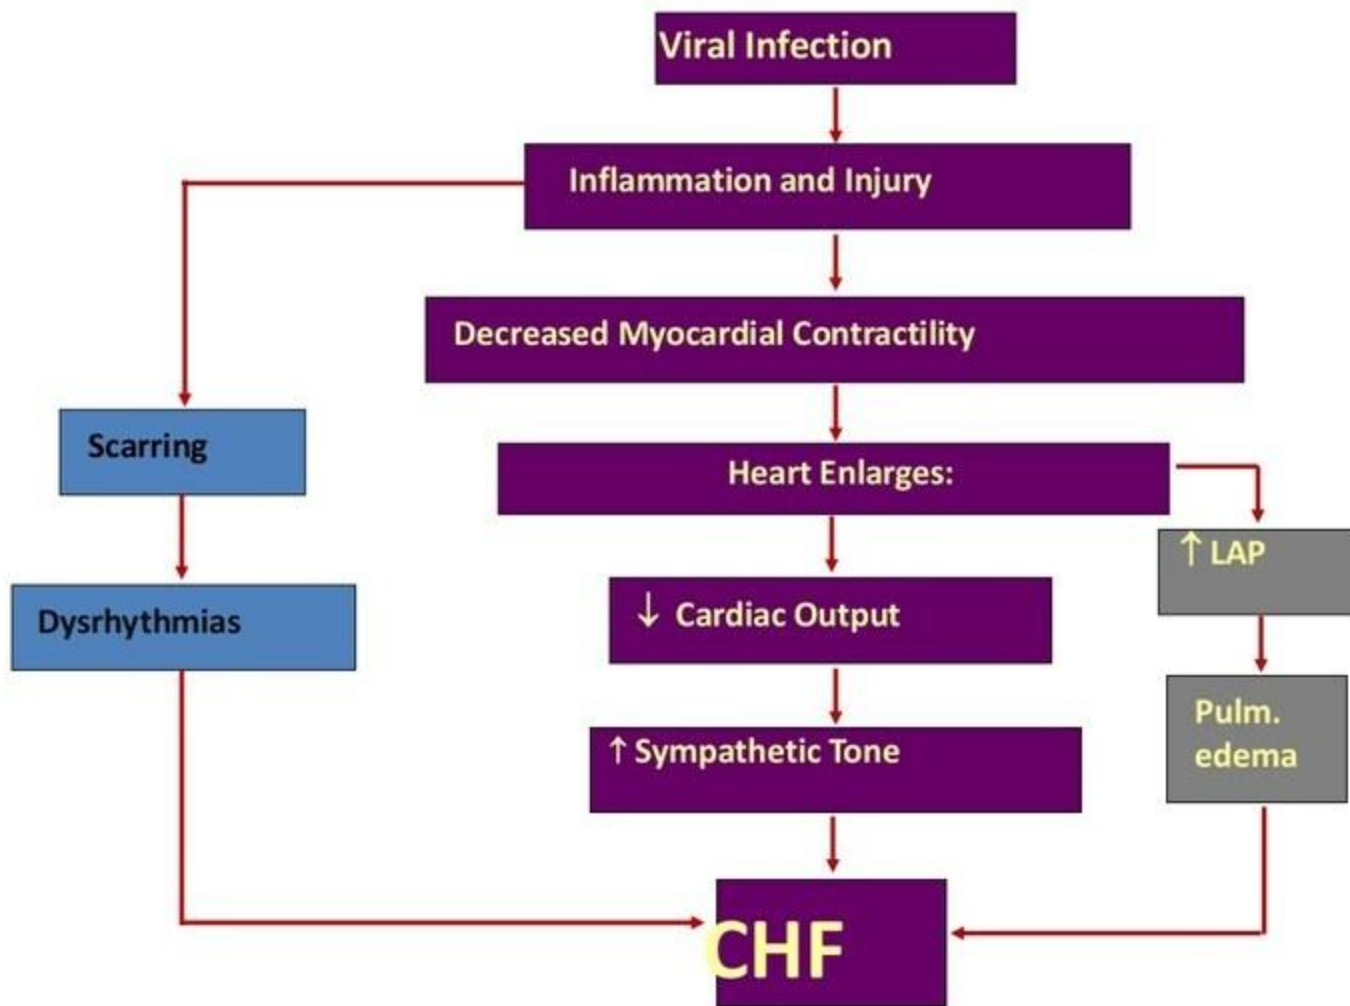 Viral Infection
Inflammation and Injury
Decreased Myocardial Contractility
Scarring
Heart Enlarges:
↑ LAP
↓ Cardiac Output
Dysrhythmias
Pulm.
edema
↑ Sympathetic Tone
CHF